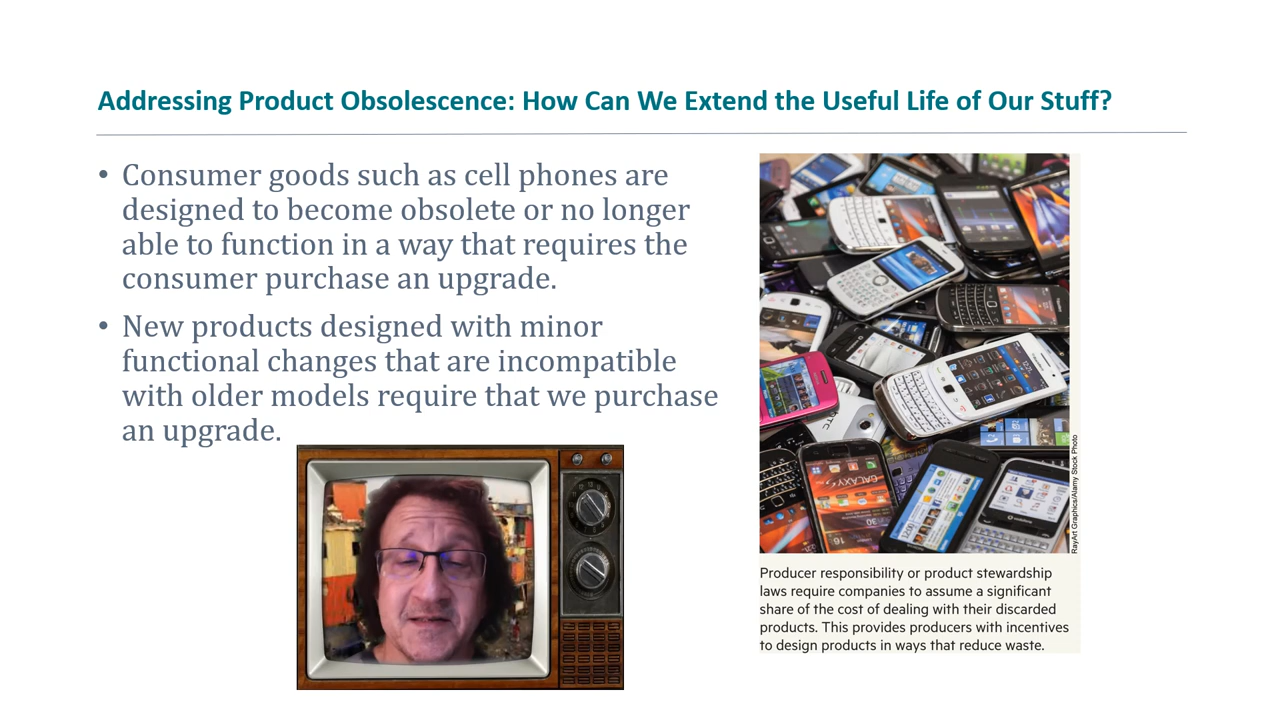 Addressing Product Obsolescence: How Can We Extend the Useful Life of Our Stuff?
• Consumer goods such as cell phones are
designed to become obsolete or no longer
able to function in a way that requires the
consumer purchase an upgrade.
• New products designed with minor
functional changes that are incompatible
with older models require that we purchase
an upgrade.
GALAXY S
RayArt Graphics/Alamy Stock Photo
Producer responsibility or product stewardship
laws require companies to assume a significant
share of the cost of dealing with their discarded
products. This provides producers with incentives
to design products in ways that reduce waste.